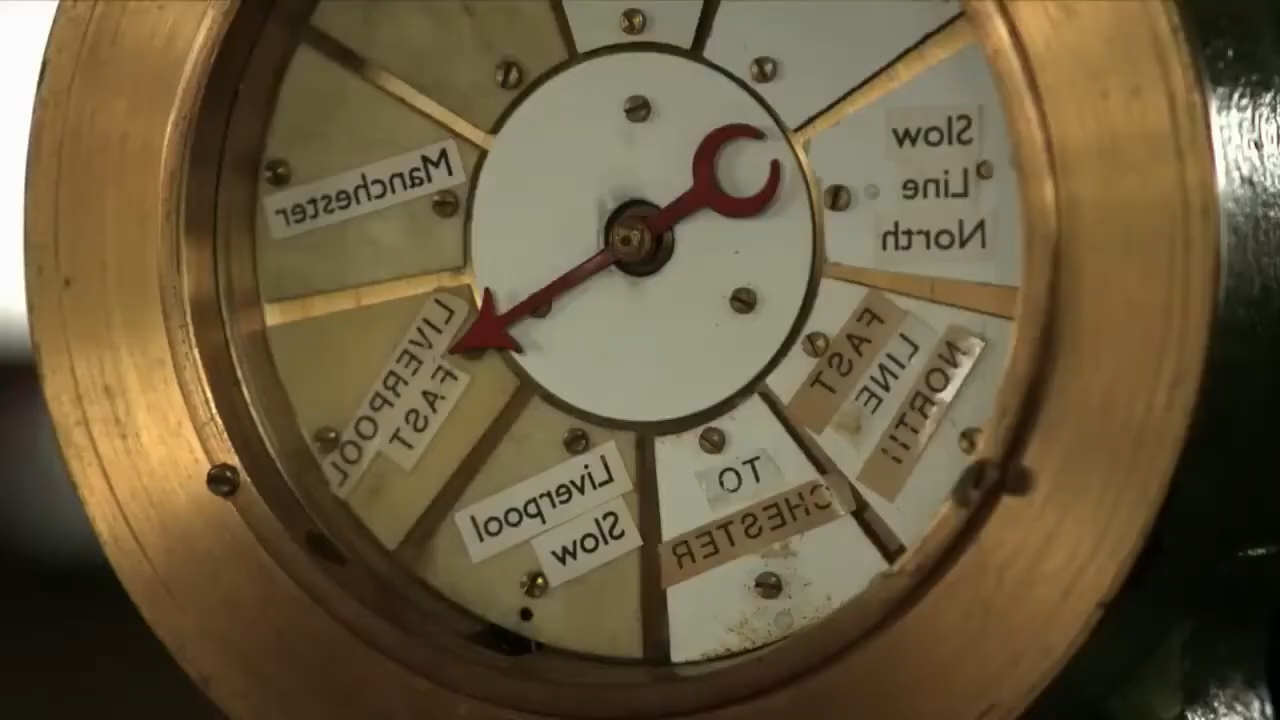 Manchester
LIVERPOOL
FAST
Liverpool
Slow
TO
CHESTER
FAST
LINE
NORTH
Slow
Line
North